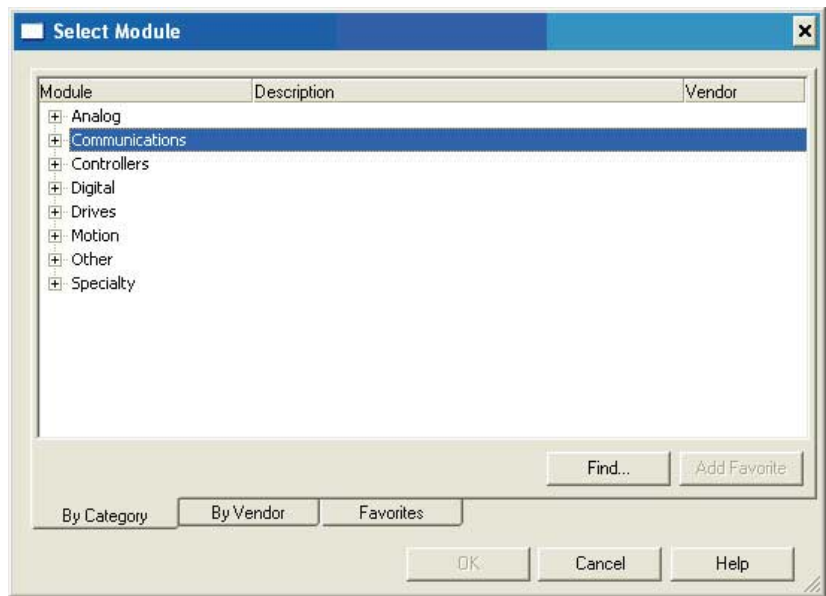 Select Module
Module Description Vendor
Analog
Communications
Controllers
Digital
Drives
Motion
Other
Specialty
Find... Add Favorite
By Category By Vendor Favorites
OK Cancel Help